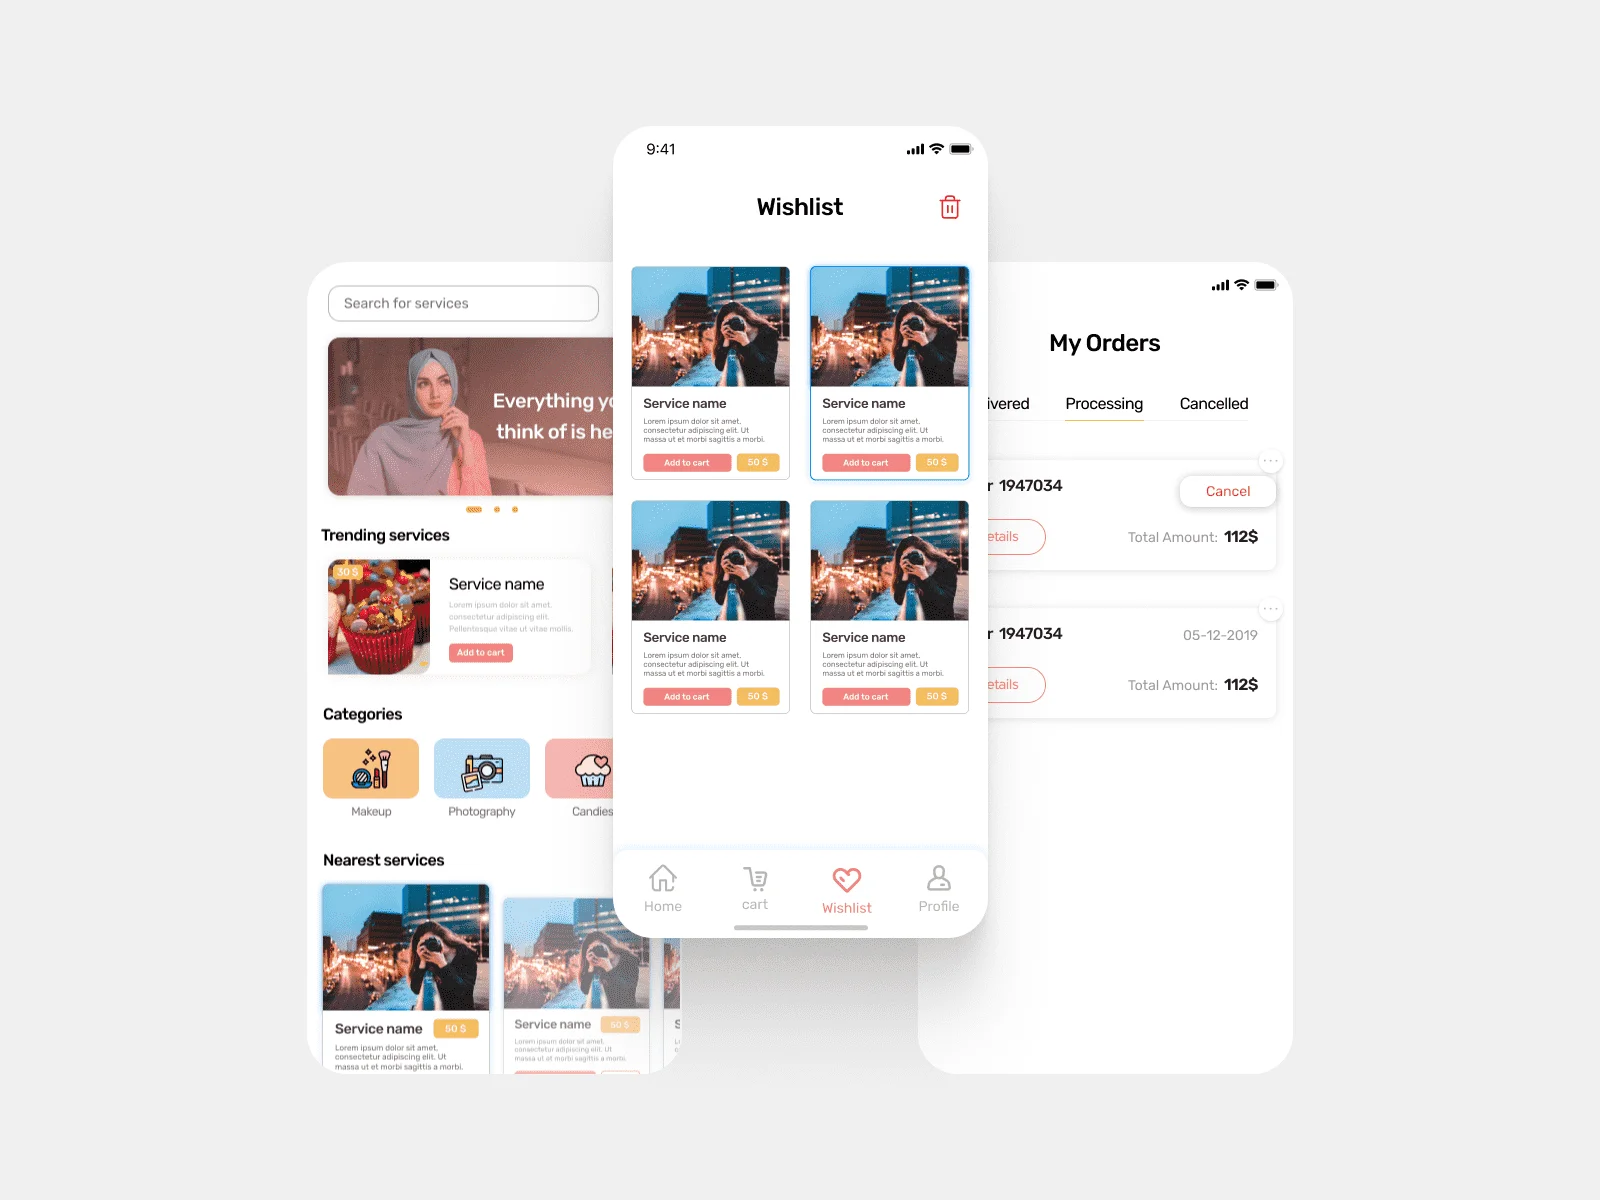 Search for services
Everything yo
think of is he
Trending services
30 $
Service name
Lorem ipsum dolor sit amet,
consectetur adipiscing elit.
Pellentesque vitae ut vitae mollis.
Add to cart
Categories
Makeup
Photography
Candies
Nearest services
Service name
50 $
Lorem ipsum dolor sit amet,
consectetur adipiscing elit. Ut
massa ut et morbi sagittis a morbi.
Service name
50 $
Lorem ipsum dolor sit amet,
consectetur adipiscing elit. Ut
massa ut at morbi sagittis a morte.
9:41
Wishlist
Service name
Lorem ipsum dolor sit amet,
consectetur adipiscing elit. Ut
massa ut et morbi sagittis a morbi.
Add to cart
50 $
Service name
Lorem ipsum dolor sit amet,
consectetur adipiscing elit. Ut
massa ut et morbi sagittis a morbi.
Add to cart
50 $
Service name
Lorem ipsum dolor sit amet,
consectetur adipiscing elit. Ut
massa ut et morbi sagittis a morbi.
Add to cart
50 $
Service name
Lorem ipsum dolor sit amet,
consectetur adipiscing elit. Ut
massa ut et morbi sagittis a morbi.
Add to cart
50 $
Home
cart
Wishlist
Profile
My Orders
ivered
Processing
Cancelled
r 1947034
Cancel
etails
Total Amount: 112$
r 1947034
05-12-2019
etails
Total Amount: 112$